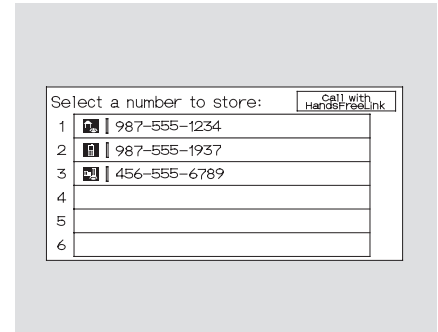 Select a number to store:
Call with
HandsFreeLink
1 987-555-1234
2 987-555-1937
3 456-555-6789
4
5
6